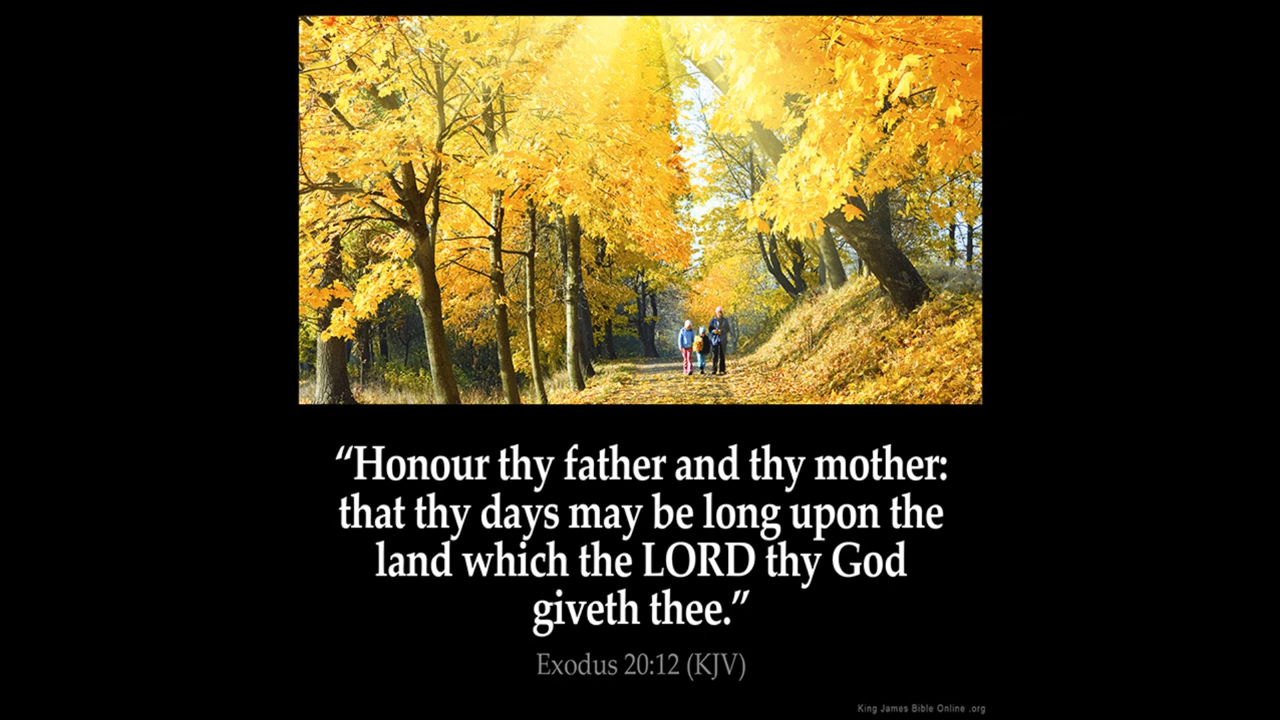 “Honour thy father and thy mother:
that thy days may be long upon the
land which the LORD thy God
giveth thee.”
Exodus 20:12 (KJV)
King James Bible Online .org